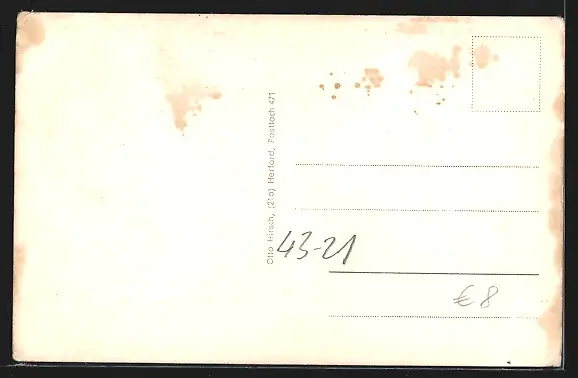 Otto Hirsch, (21a) Herford, Postfach 471
43-21
€ 8